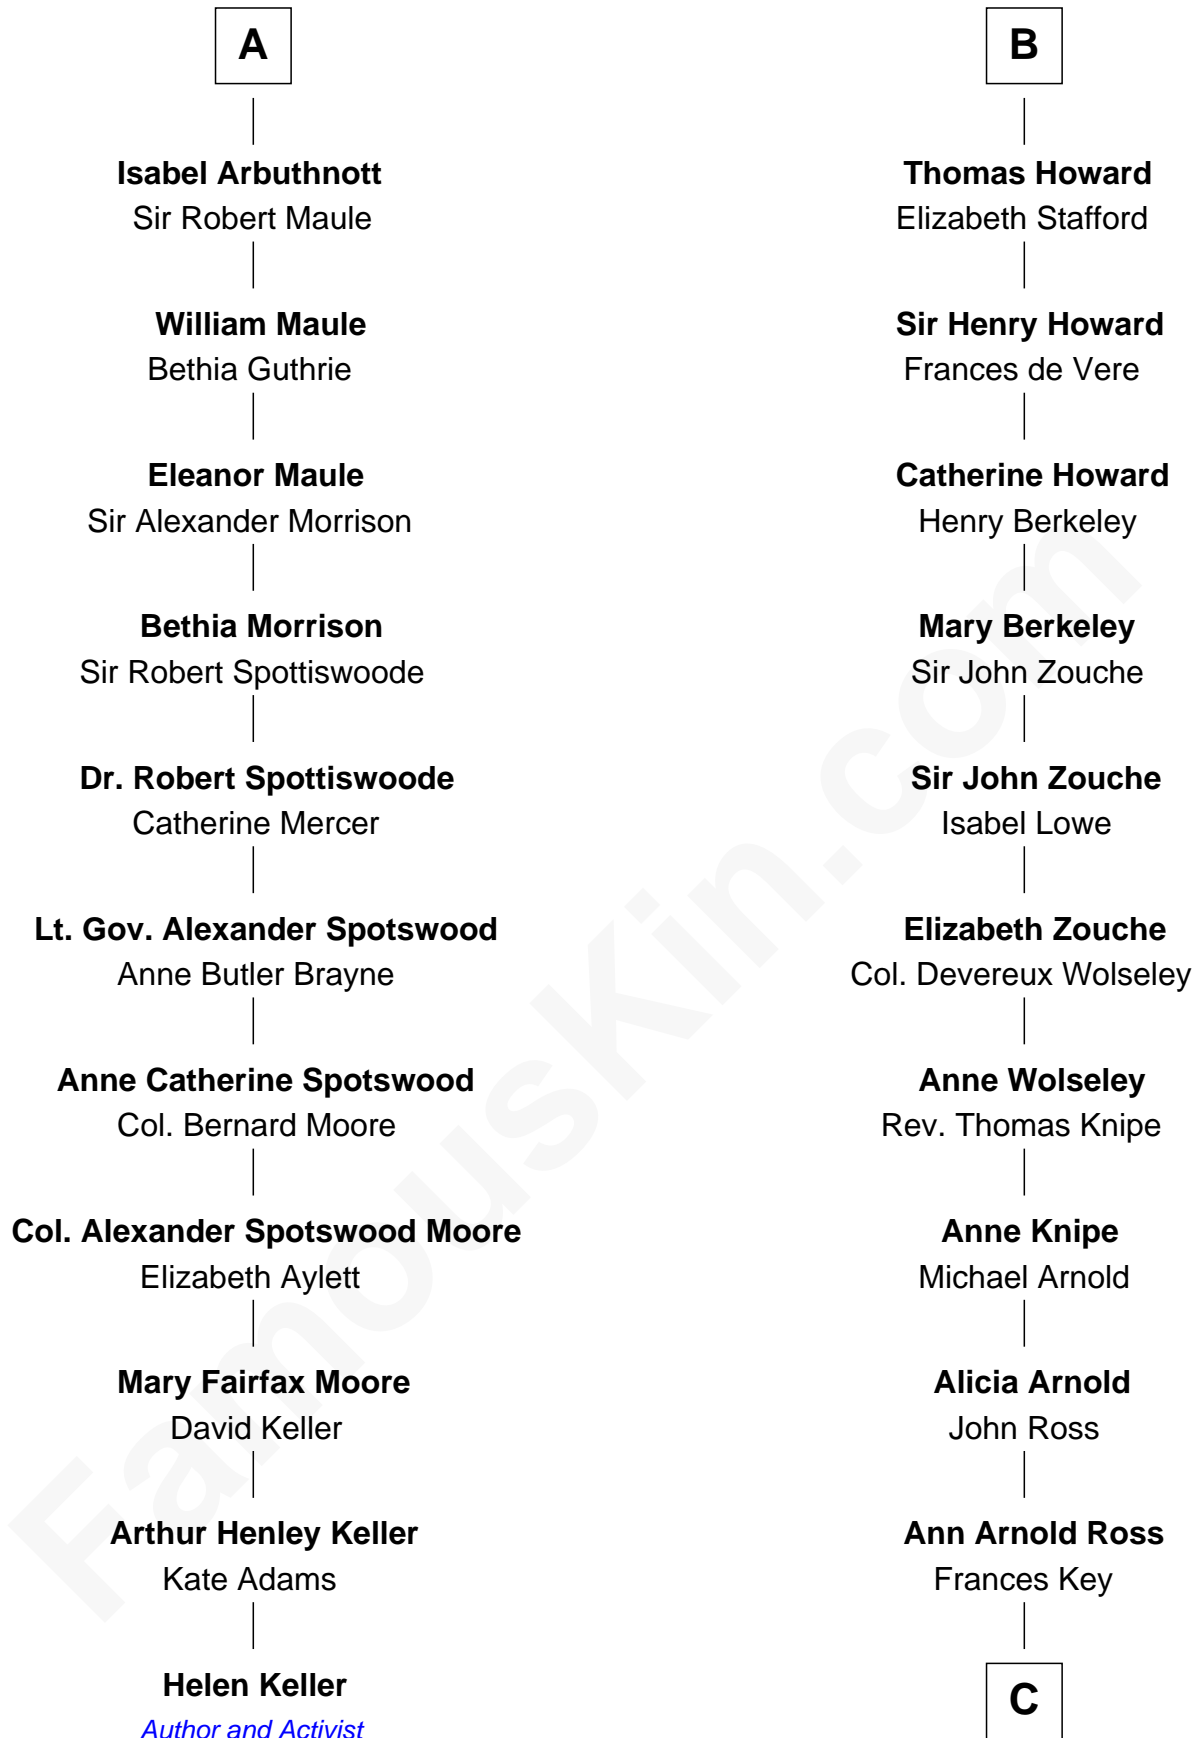 A
Isabel Arbuthnott
Sir Robert Maule
William Maule
Bethia Guthrie
Eleanor Maule
Sir Alexander Morrison
Bethia Morrison
Sir Robert Spottiswoode
Dr. Robert Spottiswoode
Catherine Mercer
Lt. Gov. Alexander Spotswood
Anne Butler Brayne
Anne Catherine Spotswood
Col. Bernard Moore
Col. Alexander Spotswood Moore
Elizabeth Aylett
Mary Fairfax Moore
David Keller
Arthur Henley Keller
Kate Adams
Helen Keller
Author and Activist
B
Thomas Howard
Elizabeth Stafford
Sir Henry Howard
Frances de Vere
Catherine Howard
Henry Berkeley
Mary Berkeley
Sir John Zouche
Sir John Zouche
Isabel Lowe
Elizabeth Zouche
Col. Devereux Wolseley
Anne Wolseley
Rev. Thomas Knipe
Anne Knipe
Michael Arnold
Alicia Arnold
John Ross
Ann Arnold Ross
Frances Key
C
FamousKin.com